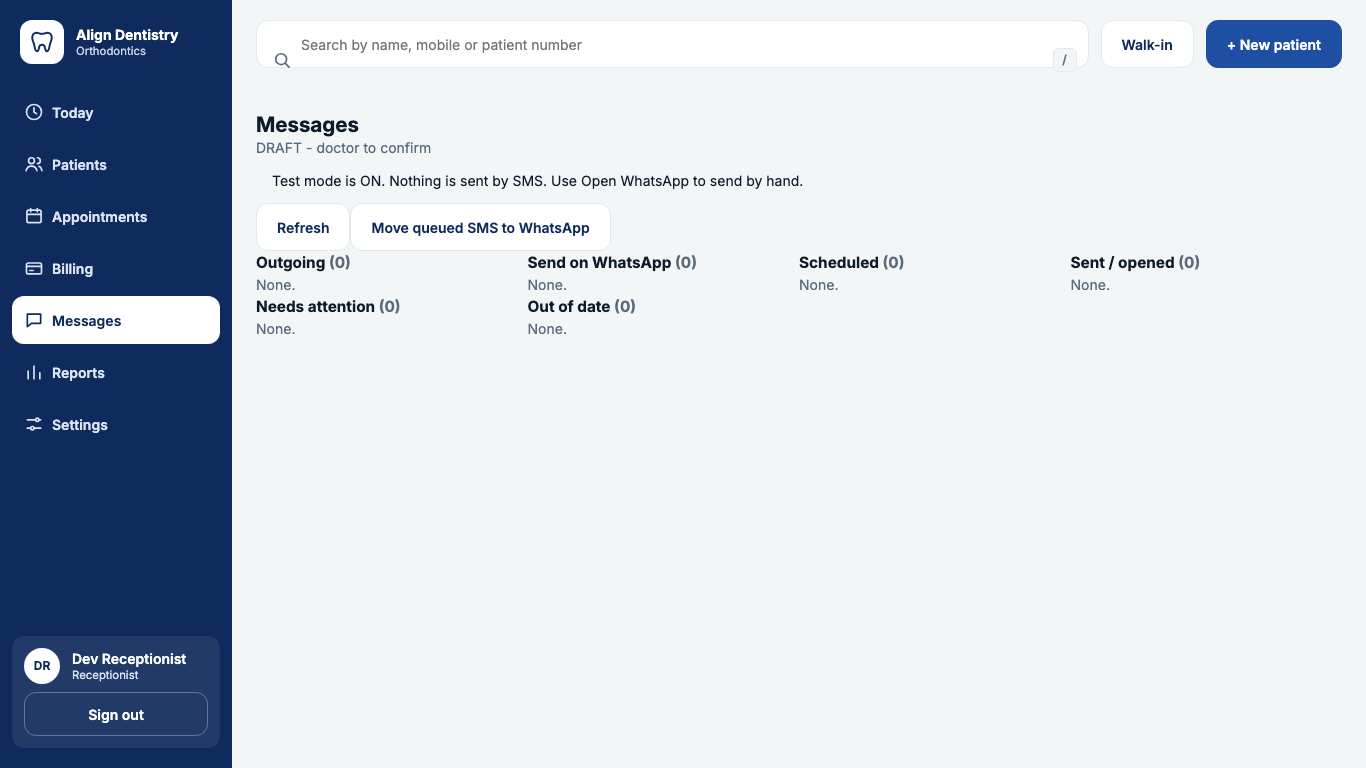 Align Dentistry
Orthodontics
Today
Patients
Appointments
Billing
Messages
Reports
Settings
DR
Dev Receptionist
Receptionist
Sign out
Search by name, mobile or patient number
/
Walk-in
+ New patient
Messages
DRAFT - doctor to confirm
Test mode is ON. Nothing is sent by SMS. Use Open WhatsApp to send by hand.
Refresh
Move queued SMS to WhatsApp
Outgoing (0)
None.
Send on WhatsApp (0)
None.
Scheduled (0)
None.
Sent / opened (0)
None.
Needs attention (0)
None.
Out of date (0)
None.